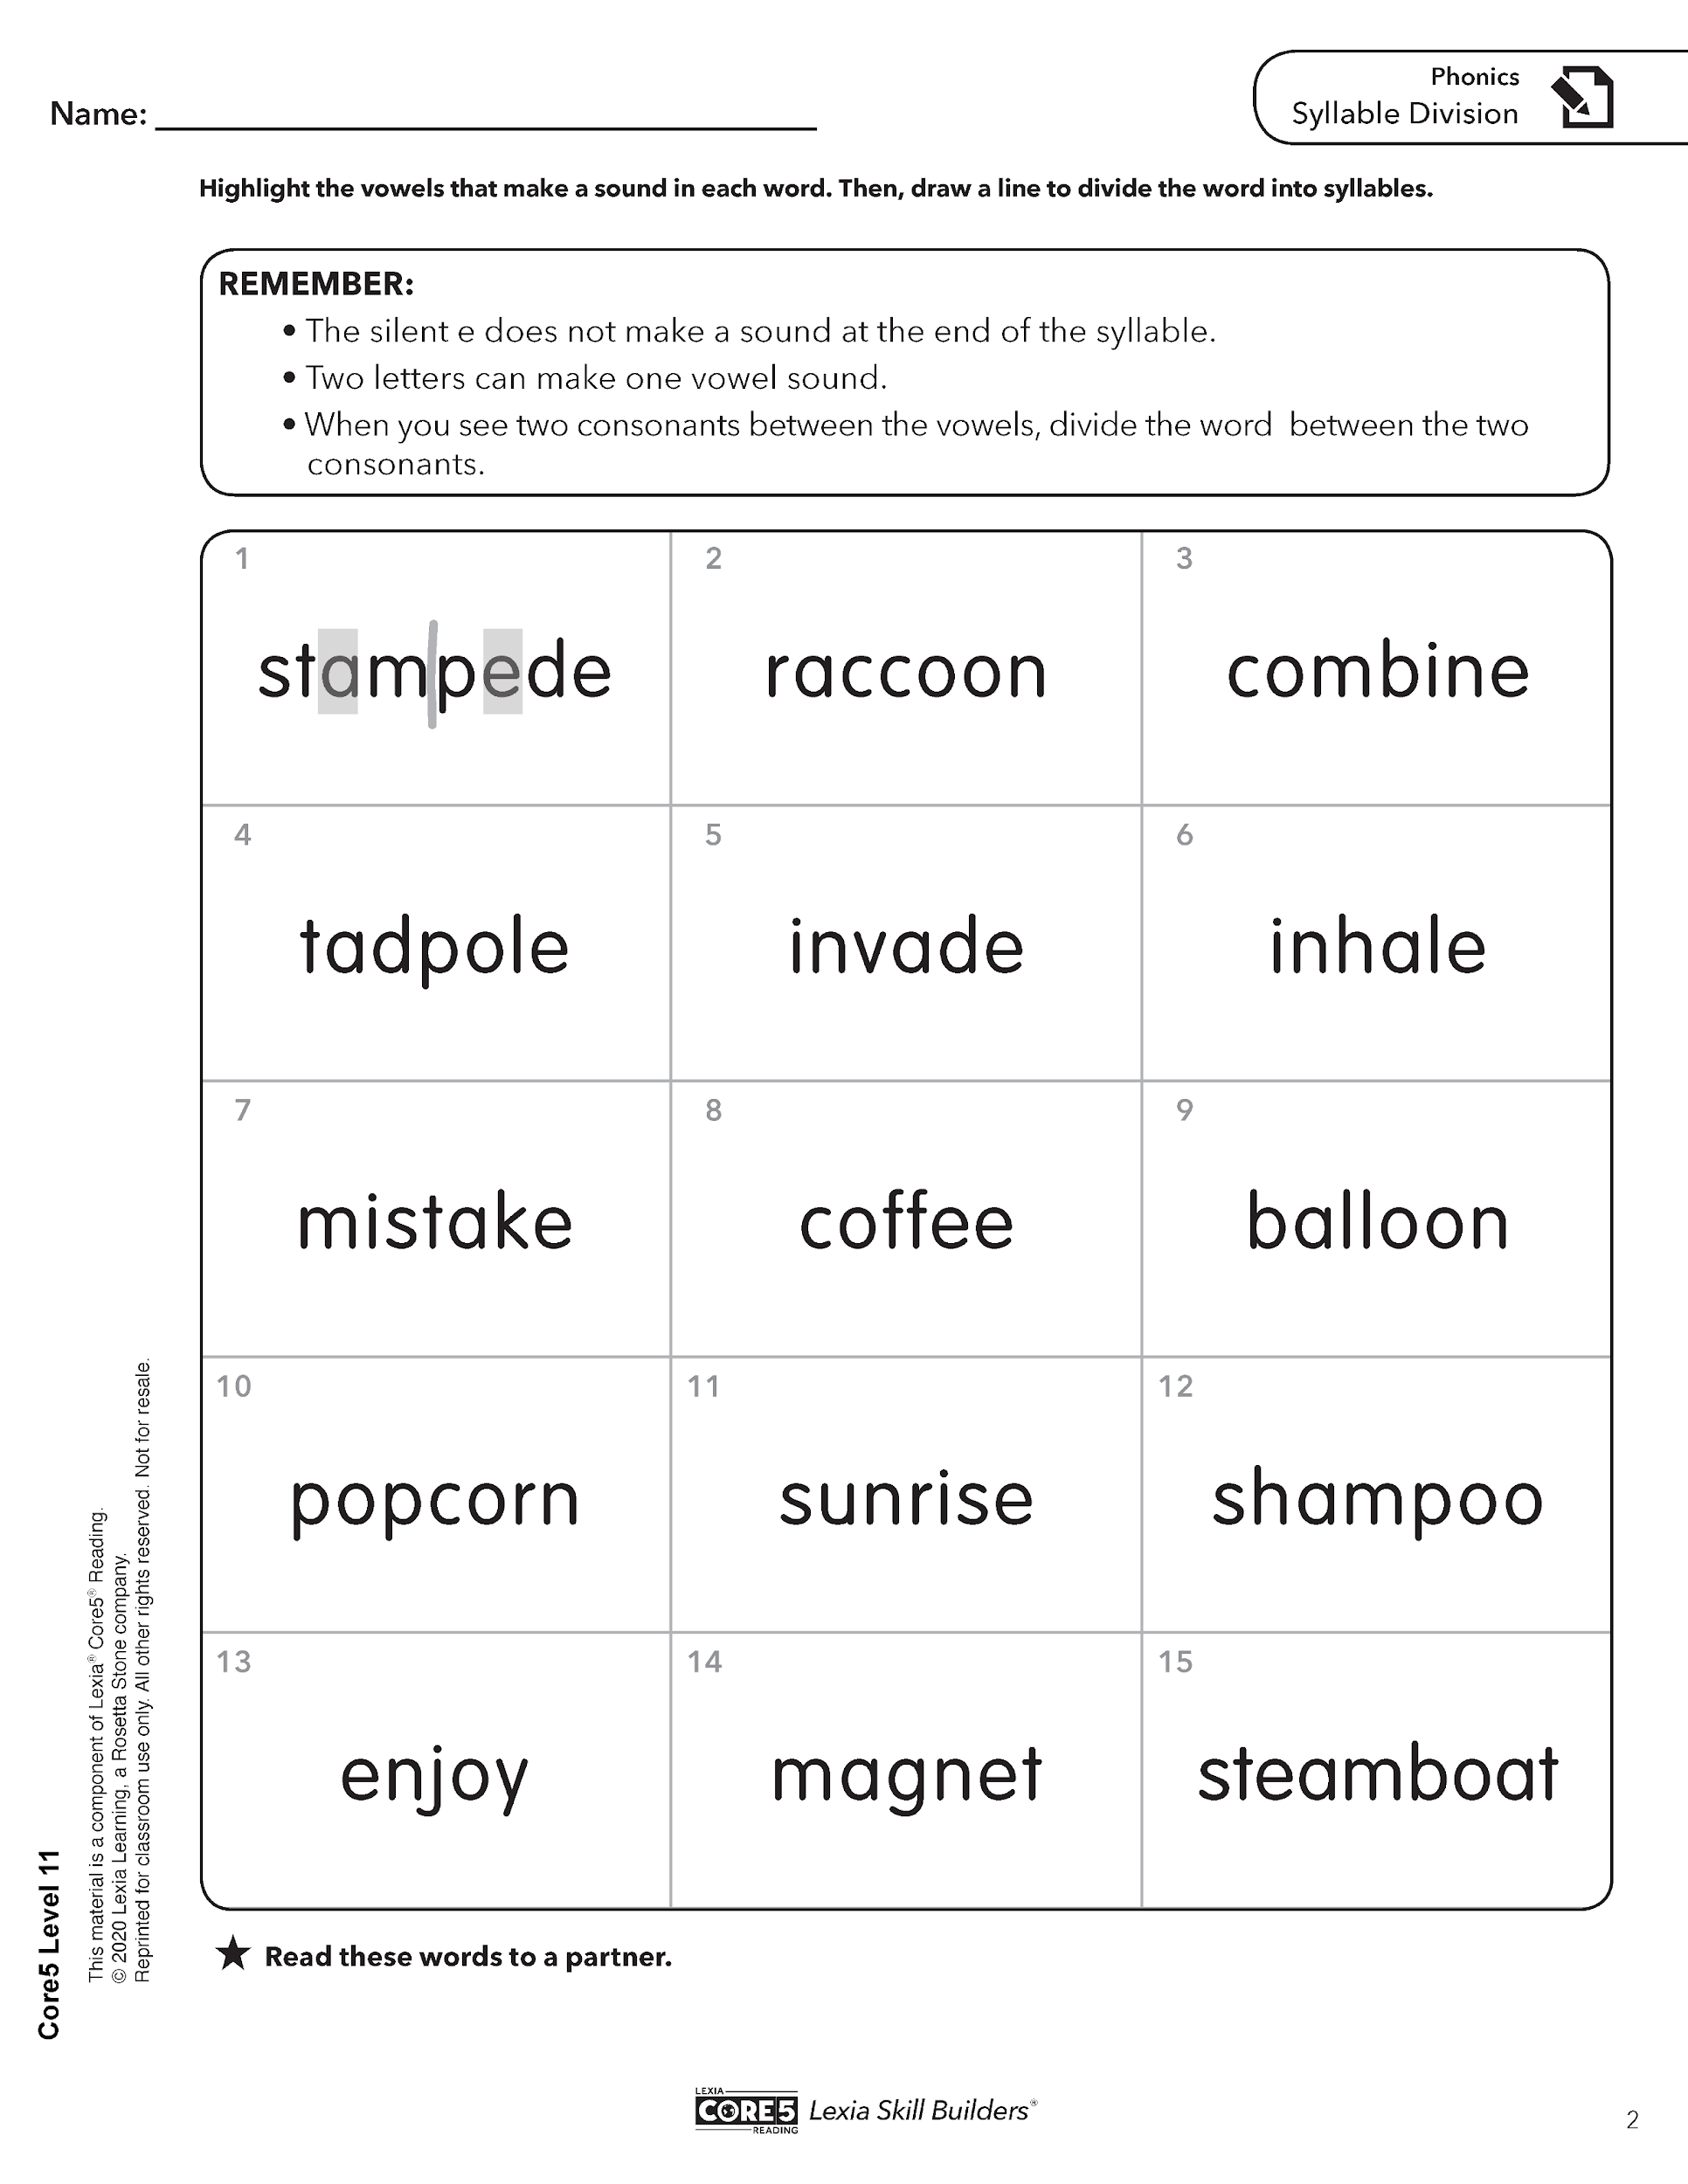 Name:
Phonics
Syllable Division
Highlight the vowels that make a sound in each word. Then, draw a line to divide the word into syllables.
REMEMBER:
• The silent e does not make a sound at the end of the syllable.
• Two letters can make one vowel sound.
• When you see two consonants between the vowels, divide the word between the two
consonants.
1
stampede
2
raccoon
3
combine
4
tadpole
5
invade
6
inhale
7
mistake
8
coffee
9
balloon
10
popcorn
11
sunrise
12
shampoo
13
enjoy
14
magnet
15
steamboat
★ Read these words to a partner.
Core5 Level 11
This material is a component of Lexia® Core5® Reading.
© 2020 Lexia Learning, a Rosetta Stone company.
Reprinted for classroom use only. All other rights reserved. Not for resale.
LEXIA
CORE5
READING
Lexia Skill Builders®
2